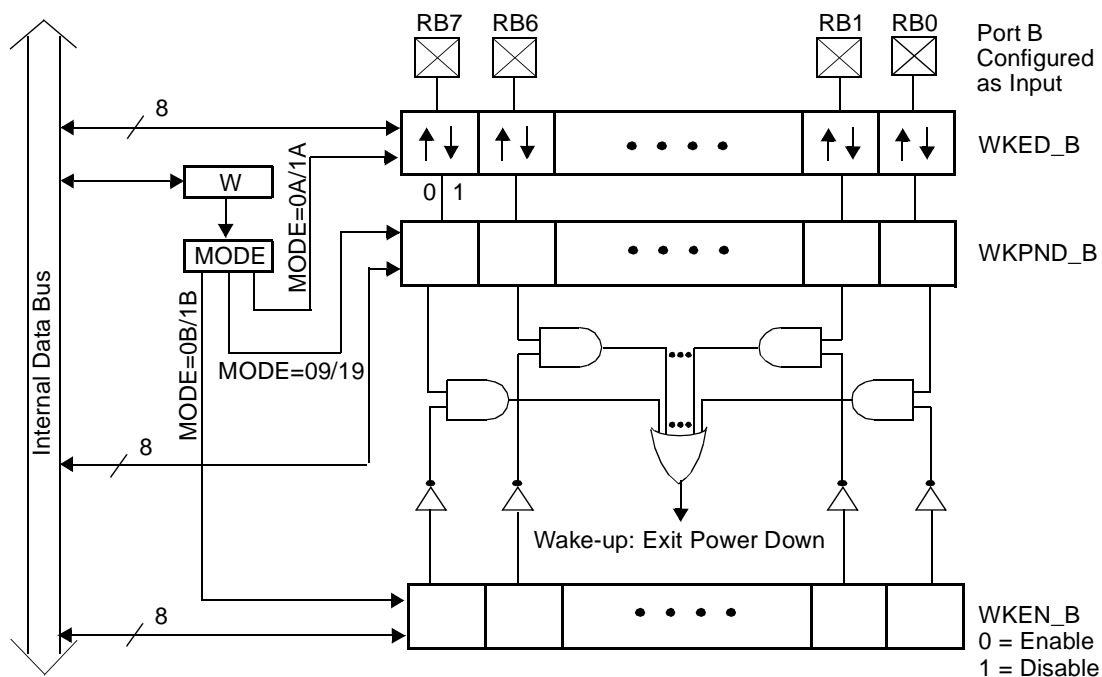 RB7 RB6 RB1 RB0
Port B
Configured
as Input
8
WKED_B
W
MODE=0A/1A
0 1
MODE
WKPND_B
MODE=0B/1B
MODE=09/19
Internal Data Bus
8
Wake-up: Exit Power Down
8
WKEN_B
0 = Enable
1 = Disable